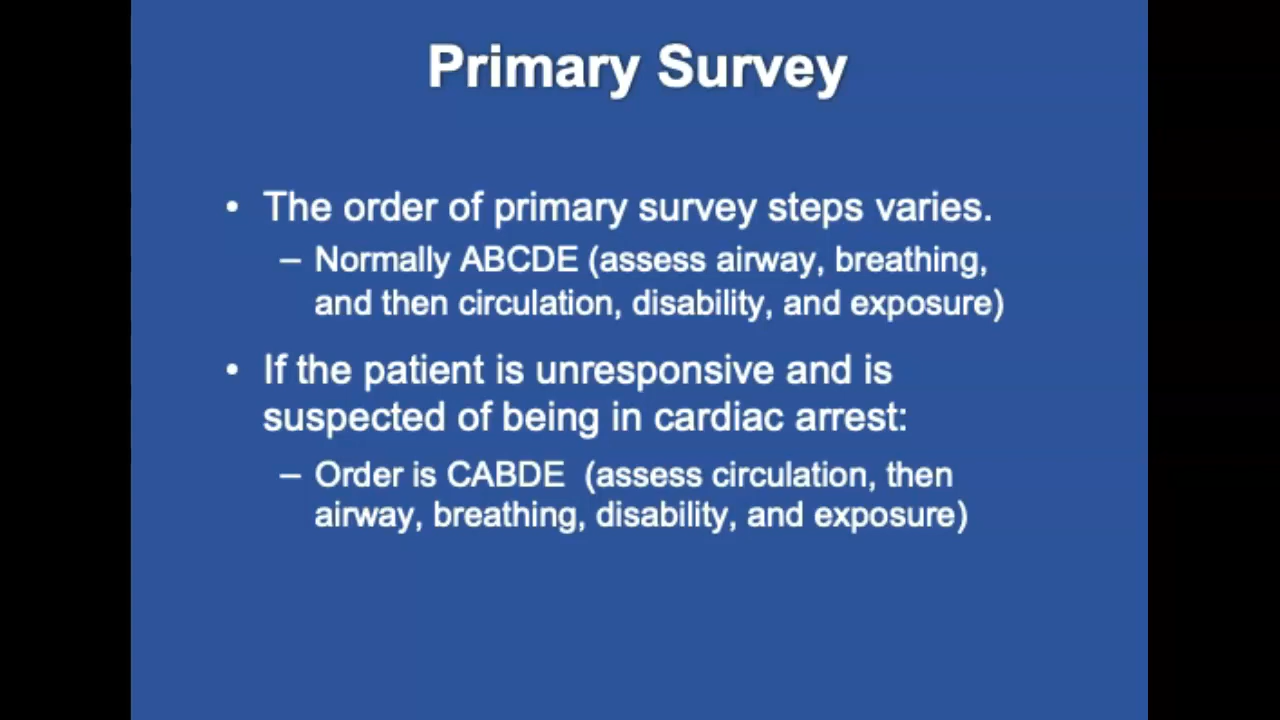 Primary Survey
• The order of primary survey steps varies.
– Normally ABCDE (assess airway, breathing,
and then circulation, disability, and exposure)
• If the patient is unresponsive and is
suspected of being in cardiac arrest:
– Order is CABDE (assess circulation, then
airway, breathing, disability, and exposure)